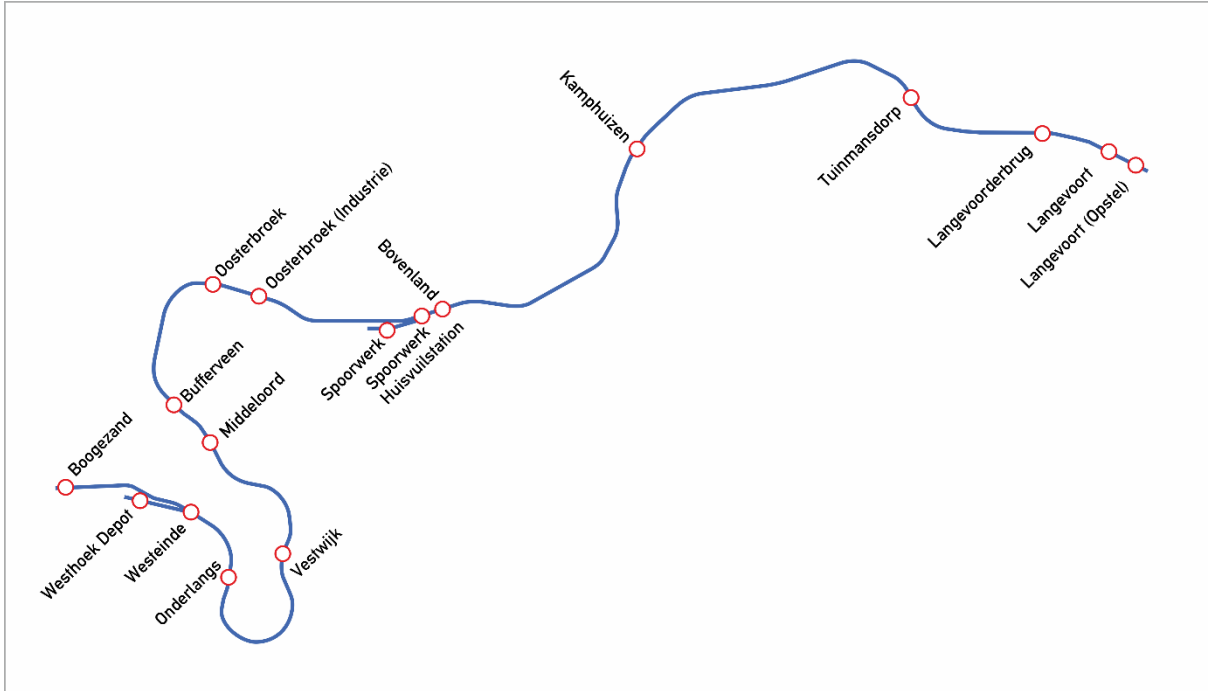 Kamphuizen
Tuinmansdorp
Langevoorderbrug
Langevoort
Langevoort (Opstel)
Oosterbroek
Oosterbroek (Industrie)
Bovenland
Spoorwerk
Spoorwerk
Huisvuilstation
Bufferveen
Middeloord
Boogezand
Westhoek Depot
Westeinde
Onderlangs
Vestwijk